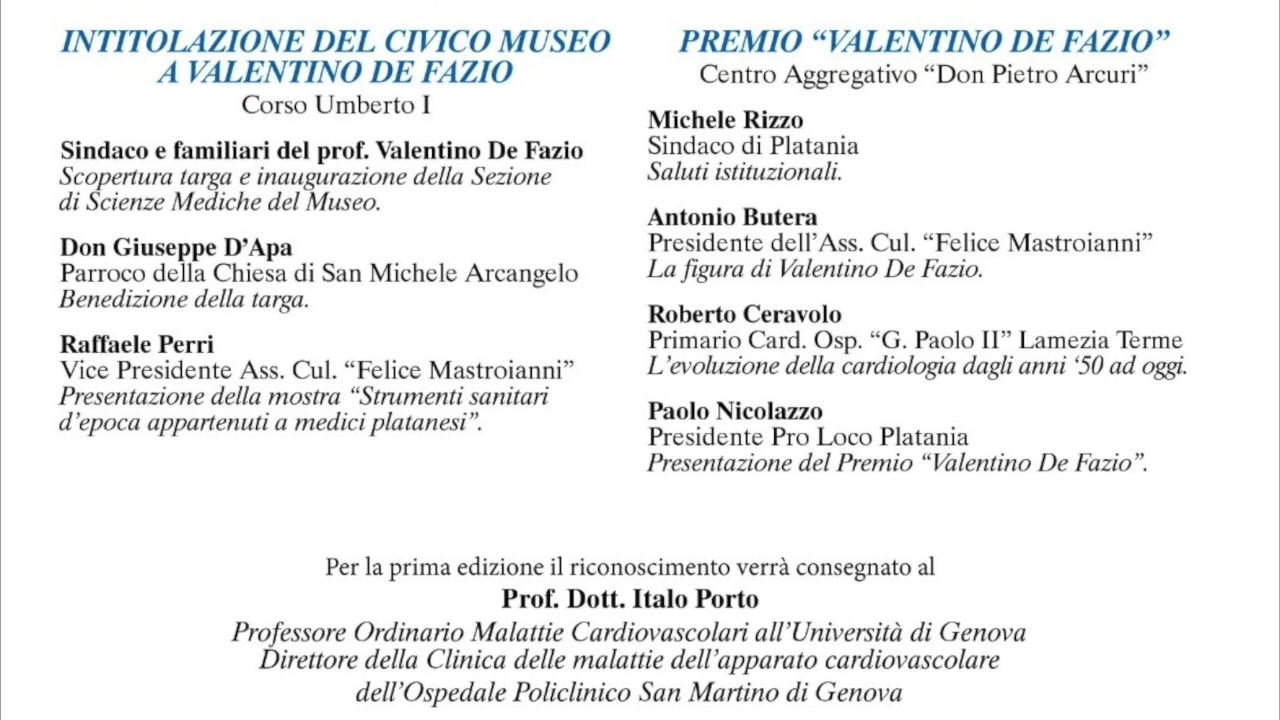 INTITOLAZIONE DEL CIVICO MUSEO
A VALENTINO DE FAZIO
Corso Umberto I
Sindaco e familiari del prof. Valentino De Fazio
Scopertura targa e inaugurazione della Sezione
di Scienze Mediche del Museo.
Don Giuseppe D’Apa
Parroco della Chiesa di San Michele Arcangelo
Benedizione della targa.
Raffaele Perri
Vice Presidente Ass. Cul. “Felice Mastroianni”
Presentazione della mostra “Strumenti sanitari
d’epoca appartenuti a medici platanesi”.
PREMIO “VALENTINO DE FAZIO”
Centro Aggregativo “Don Pietro Arcuri”
Michele Rizzo
Sindaco di Platania
Saluti istituzionali.
Antonio Butera
Presidente dell’Ass. Cul. “Felice Mastroianni”
La figura di Valentino De Fazio.
Roberto Ceravolo
Primario Card. Osp. “G. Paolo II” Lamezia Terme
L’evoluzione della cardiologia dagli anni ‘50 ad oggi.
Paolo Nicolazzo
Presidente Pro Loco Platania
Presentazione del Premio “Valentino De Fazio”.
Per la prima edizione il riconoscimento verrà consegnato al
Prof. Dott. Italo Porto
Professore Ordinario Malattie Cardiovascolari all’Università di Genova
Direttore della Clinica delle malattie dell’apparato cardiovascolare
dell’Ospedale Policlinico San Martino di Genova